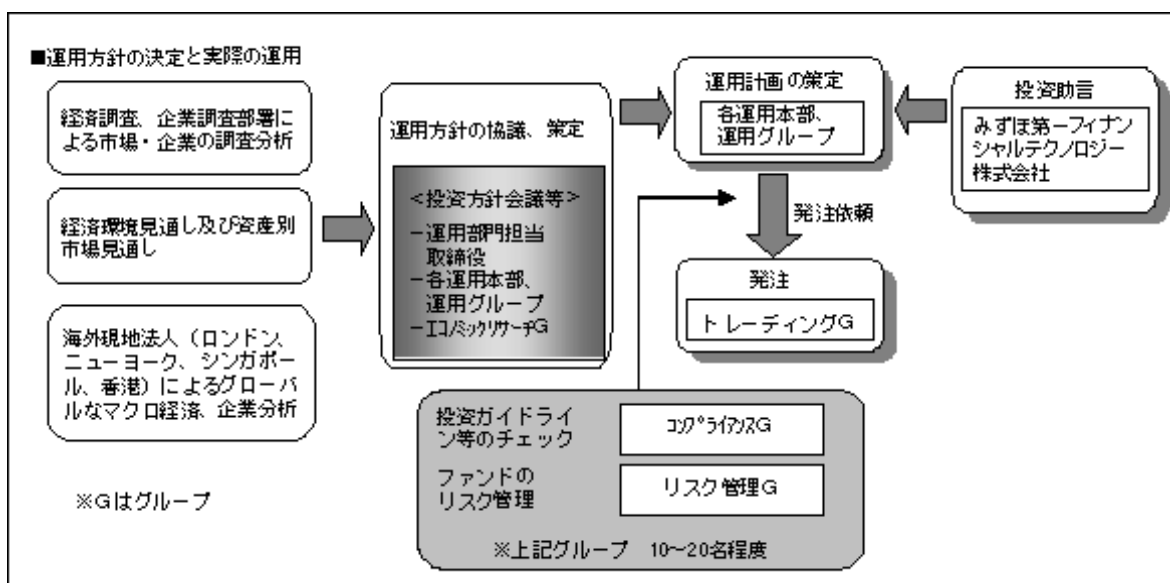 ■運用方針の決定と実際の運用
経済調査、企業調査部署に
よる市場・企業の調査分析
経済環境見通し及び資産別
市場見通し
海外現地法人（ロンドン、
ニューヨーク、シンガポー
ル、香港）によるグローバ
ルなマクロ経済、企業分析
※Gはグループ
運用方針の協議、策定
＜投資方針会議等＞
－運用部門担当
取締役
－各運用本部、
運用グループ
－ｴｺﾉﾐｯｸﾘｻｰﾁG
運用計画の策定
各運用本部、
運用グループ
投資助言
みずほ第一フィナン
シャルテクノロジー
株式会社
発注依頼
発注
トレーディングG
投資ガイドライ
ン等のチェック
ｺﾝﾌﾟﾗｲｱﾝｽG
ファンドの
リスク管理
リスク管理G
※上記グループ 10～20名程度